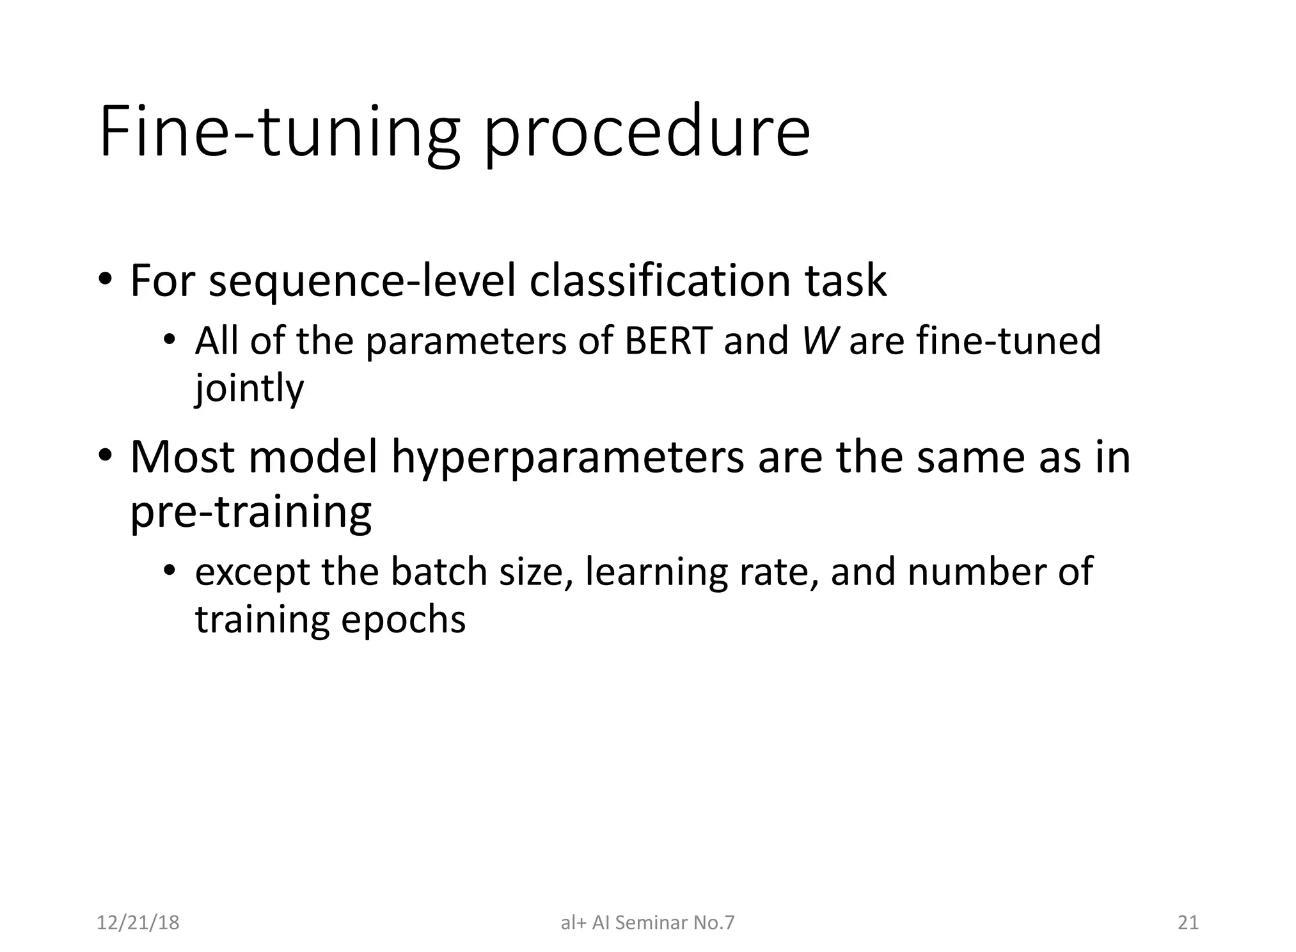 Fine-tuning procedure
• For sequence-level classification task
• All of the parameters of BERT and W are fine-tuned
jointly
• Most model hyperparameters are the same as in
pre-training
• except the batch size, learning rate, and number of
training epochs
12/21/18
al+ AI Seminar No.7
21